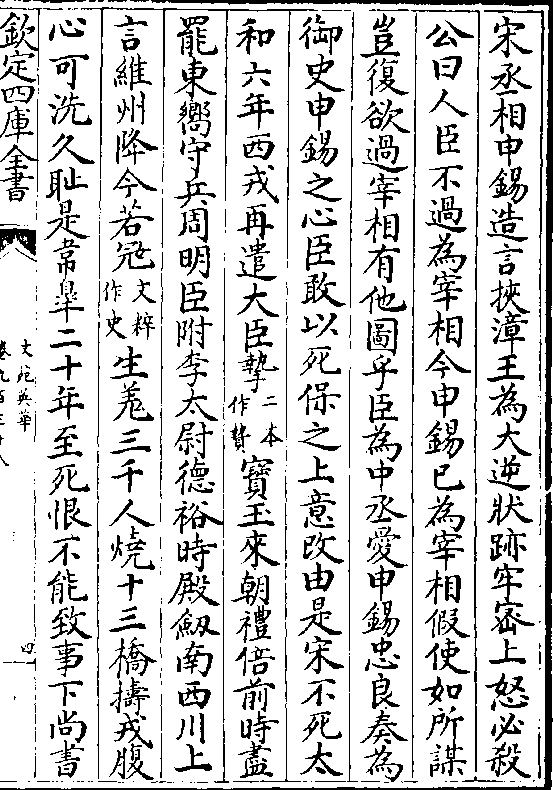 宋丞相申錫造言挾漳王為大逆狀跡牢宻上怒必殺
公曰人臣不過為宰相今申錫已為宰相假使如所謀
豈復欲過宰相有他圖乎臣為中丞愛申錫忠良奏為
御史申錫之心臣敢以死保之上意改由是宋不死太
和六年西戎再遣大臣摯二本作贄寳玉來朝禮倍前時盡
罷東嚮守兵周明臣附李太尉德裕時殿劔南西川上
言維州降今若冦文粹作史生羗三千人燒十三橋擣戎腹
心可洗久恥是韋臯二十年至死恨不能致事下尚書
欽定四庫全書
文苑英華
卷九百三十八
四